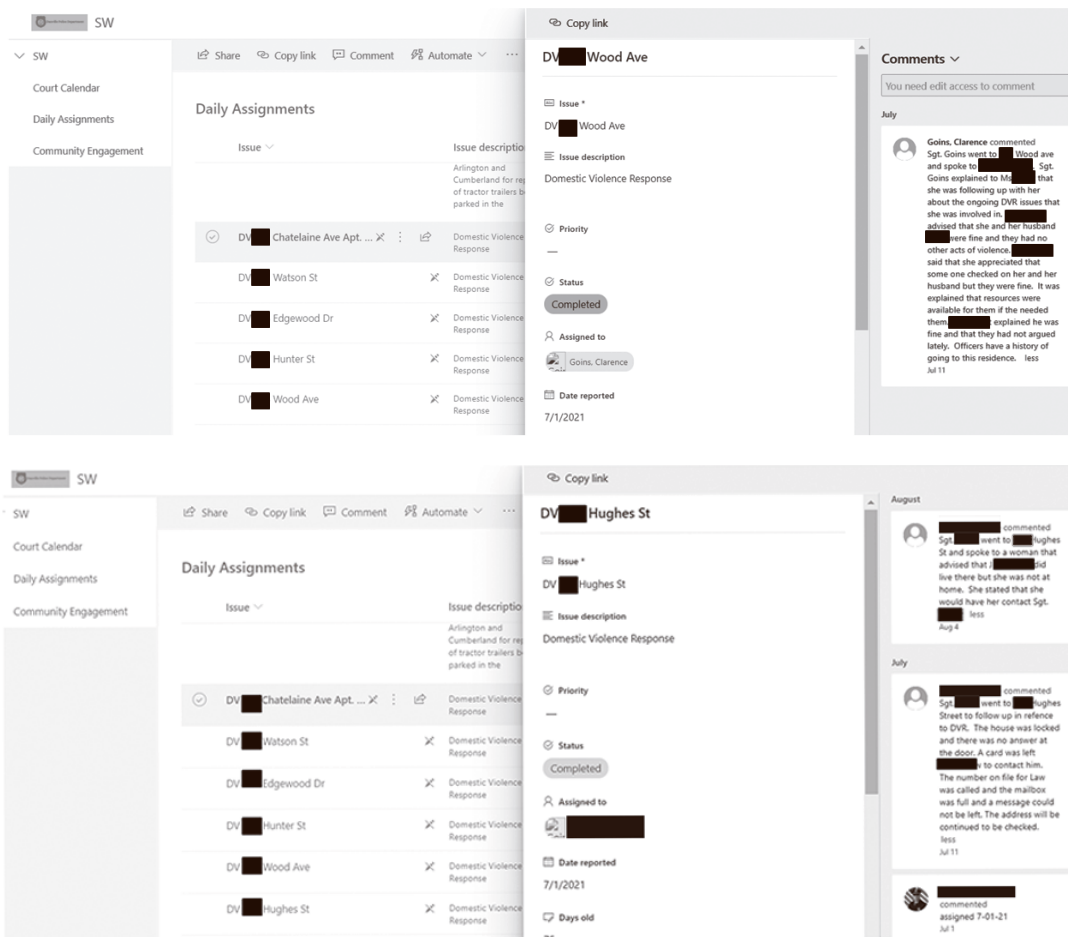 SW
SW
Court Calendar
Daily Assignments
Community Engagement
Share Copy link Comment Automate ...
Daily Assignments
Issue Issue descriptio
Arlington and
Cumberland for rep
of tractor trailers b
parked in the
DV Chatelaine Ave Apt. ... Domestic Violence
Response
DV Watson St Domestic Violence
Response
DV Edgewood Dr Domestic Violence
Response
DV Hunter St Domestic Violence
Response
DV Wood Ave Domestic Violence
Response
Copy link
DV Wood Ave
Issue *
DV Wood Ave
Issue description
Domestic Violence Response
Priority
—
Status
Completed
Assigned to
Goins, Clarence
Date reported
7/1/2021
Comments
You need edit access to comment
July
Goins, Clarence commented
Sgt. Goins went to Wood ave
and spoke to . Sgt.
Goins explained to Ms that
she was following up with her
about the ongoing DVR issues that
she was involved in.
advised that she and her husband
were fine and they had no
other acts of violence.
said that she appreciated that
some one checked on her and her
husband but they were fine. It was
explained that resources were
available for them if the needed
them. explained he was
fine and that they had not argued
lately. Officers have a history of
going to this residence. less
Jul 11
SW
SW
Court Calendar
Daily Assignments
Community Engagement
Share Copy link Comment Automate ...
Daily Assignments
Issue Issue descriptio
Arlington and
Cumberland for rep
of tractor trailers b
parked in the
DV Chatelaine Ave Apt. ... Domestic Violence
Response
DV Watson St Domestic Violence
Response
DV Edgewood Dr Domestic Violence
Response
DV Hunter St Domestic Violence
Response
DV Wood Ave Domestic Violence
Response
DV Hughes St Domestic Violence
Response
Copy link
DV Hughes St
Issue *
DV Hughes St
Issue description
Domestic Violence Response
Priority
—
Status
Completed
Assigned to
Date reported
7/1/2021
Days old
August
commented
Sgt. went to Hughes
St and spoke to a woman that
advised that J did
live there but she was not at
home. She stated that she
would have her contact Sgt.
less
Aug 4
July
commented
Sgt. went to Hughes
Street to follow up in refence
to DVR. The house was locked
and there was no answer at
the door. A card was left
to contact him.
The number on file for Law
was called and the mailbox
was full and a message could
not be left. The address will be
continued to be checked.
less
Jul 11
commented
assigned 7-01-21
Jul 1